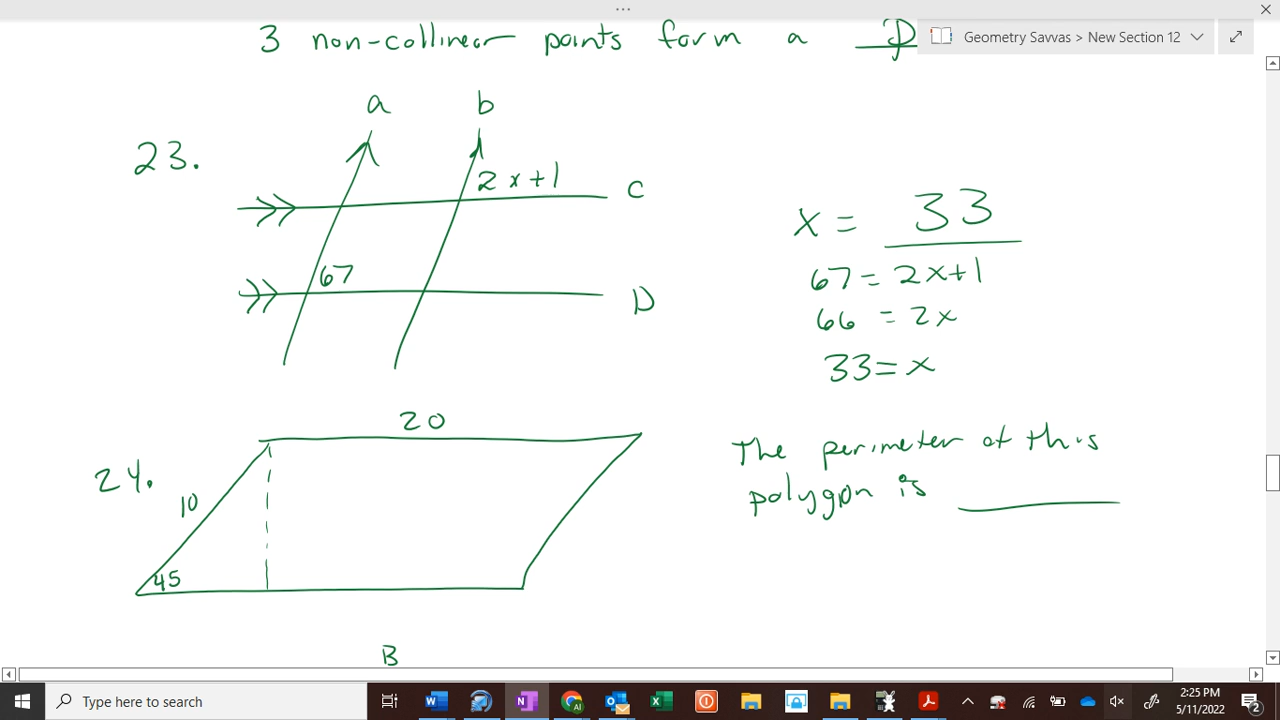 ...
3 non-collinear points form a P
Geometry Savvas > New Section 12
a
b
23.
2x+1
C
67
D
x = 33
67 = 2x+1
66 = 2x
33 = x
20
24.
10
45
The perimeter of this
polygon is
B
Type here to search
2:25 PM
5/11/2022
2